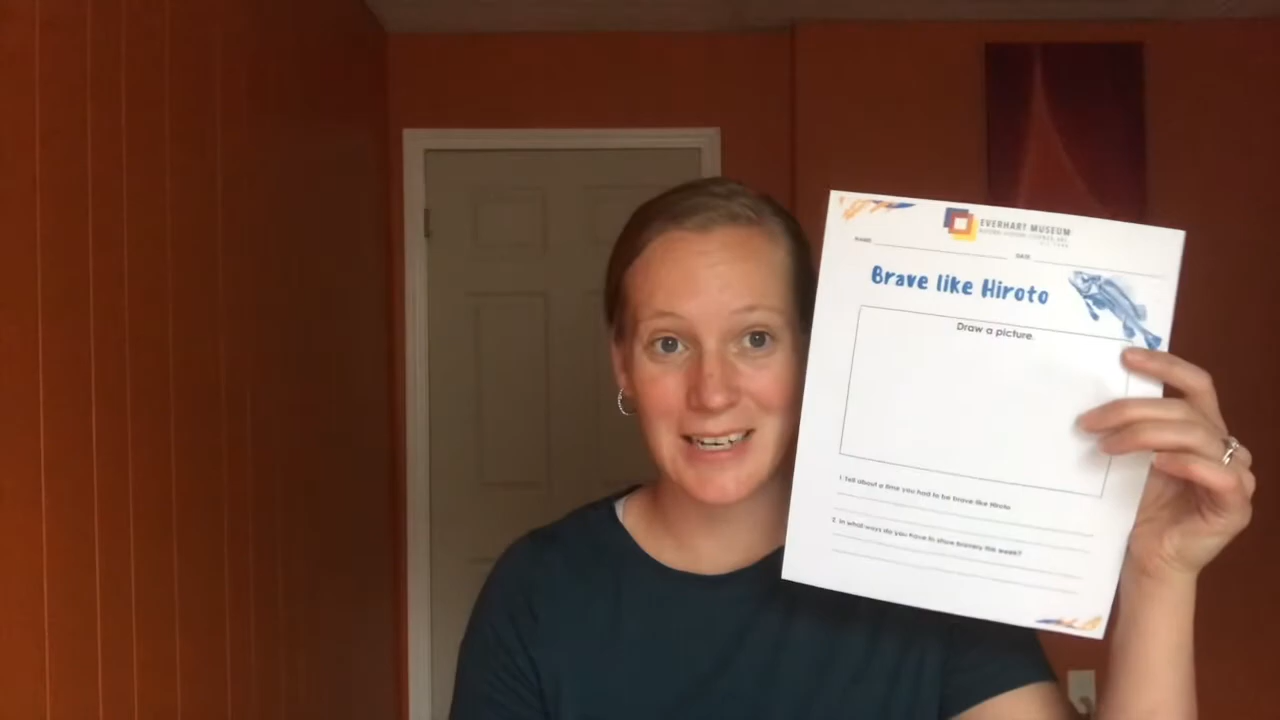 EVERHART MUSEUM
NAME:
DATE:
Brave like Hiroto
Draw a picture.
1. Tell about a time you had to be brave like Hiroto
2. In what ways do you have to show bravery this week?